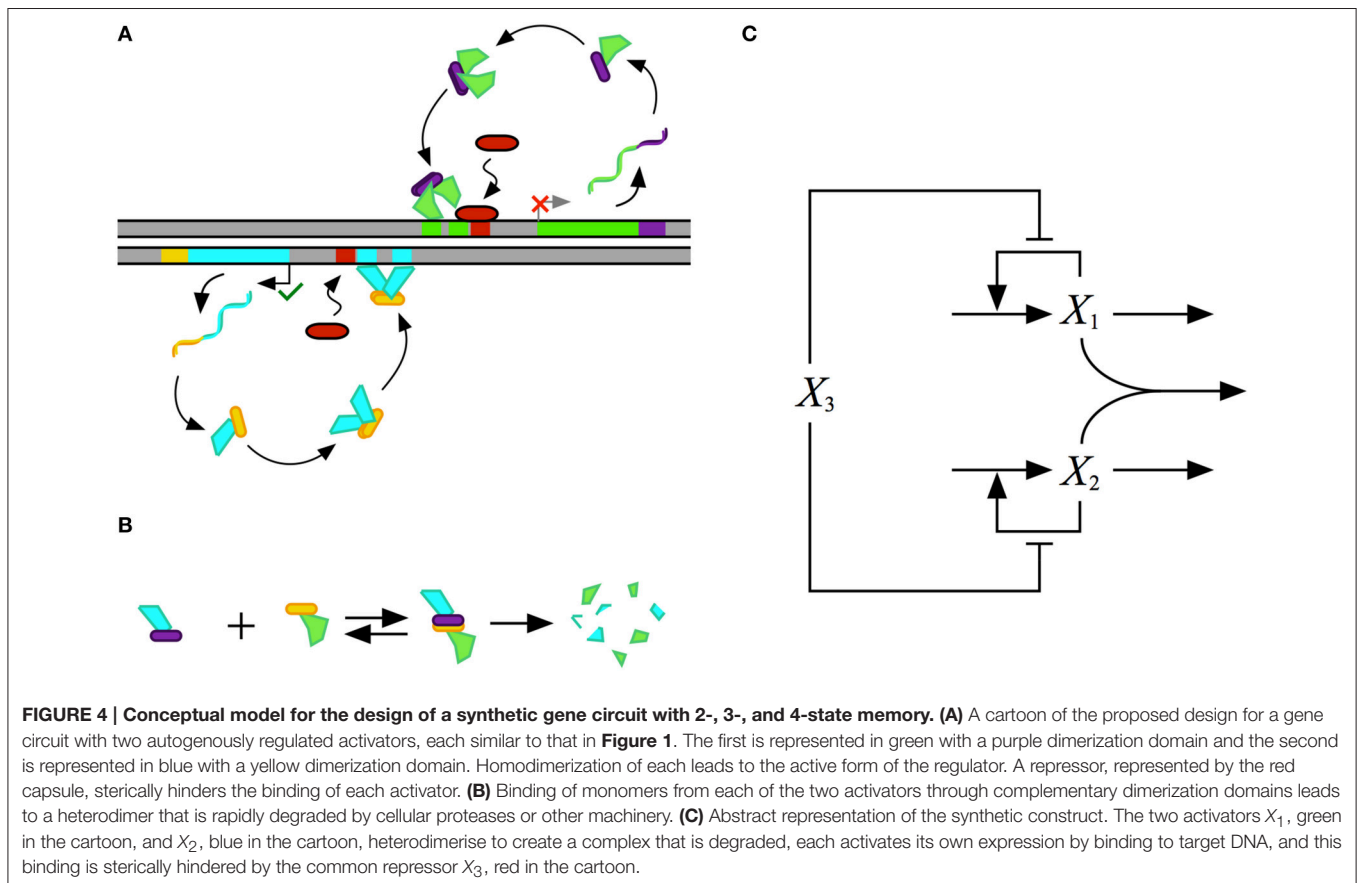 A
C
X₃
X₁
X₂
B
+
FIGURE 4 | Conceptual model for the design of a synthetic gene circuit with 2-, 3-, and 4-state memory. (A) A cartoon of the proposed design for a gene
circuit with two autogenously regulated activators, each similar to that in Figure 1. The first is represented in green with a purple dimerization domain and the second
is represented in blue with a yellow dimerization domain. Homodimerization of each leads to the active form of the regulator. A repressor, represented by the red
capsule, sterically hinders the binding of each activator. (B) Binding of monomers from each of the two activators through complementary dimerization domains leads
to a heterodimer that is rapidly degraded by cellular proteases or other machinery. (C) Abstract representation of the synthetic construct. The two activators X₁, green
in the cartoon, and X₂, blue in the cartoon, heterodimerise to create a complex that is degraded, each activates its own expression by binding to target DNA, and this
binding is sterically hindered by the common repressor X₃, red in the cartoon.